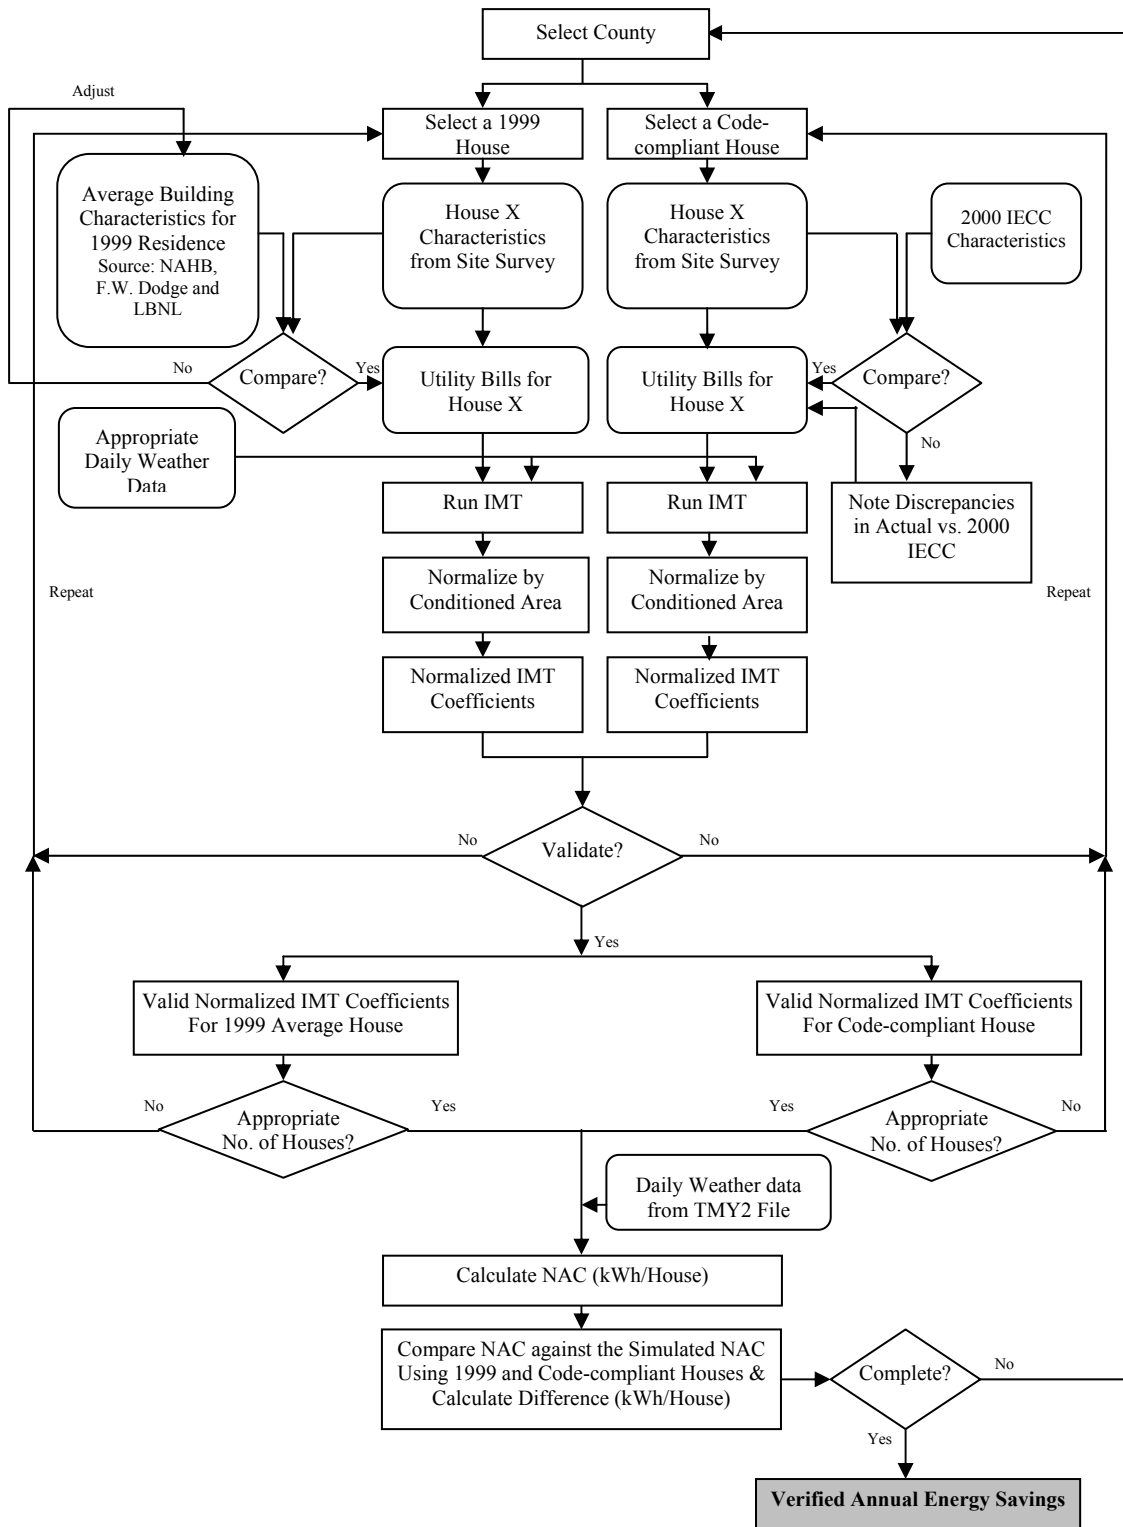 Select County
Adjust
Select a 1999
House
Select a Code-
compliant House
Average Building
Characteristics for
1999 Residence
Source: NAHB,
F.W. Dodge and
LBNL
House X
Characteristics
from Site Survey
House X
Characteristics
from Site Survey
2000 IECC
Characteristics
No
Compare?
Yes
Utility Bills for
House X
Utility Bills for
House X
Yes
Compare?
No
Appropriate
Daily Weather
Data
Run IMT
Run IMT
Note Discrepancies
in Actual vs. 2000
IECC
Repeat
Normalize by
Conditioned Area
Normalize by
Conditioned Area
Repeat
Normalized IMT
Coefficients
Normalized IMT
Coefficients
No
Validate?
No
Yes
Valid Normalized IMT Coefficients
For 1999 Average House
Valid Normalized IMT Coefficients
For Code-compliant House
No
Appropriate
No. of Houses?
Yes
Yes
Appropriate
No. of Houses?
No
Daily Weather data
from TMY2 File
Calculate NAC (kWh/House)
Compare NAC against the Simulated NAC
Using 1999 and Code-compliant Houses &
Calculate Difference (kWh/House)
Complete?
No
Yes
Verified Annual Energy Savings